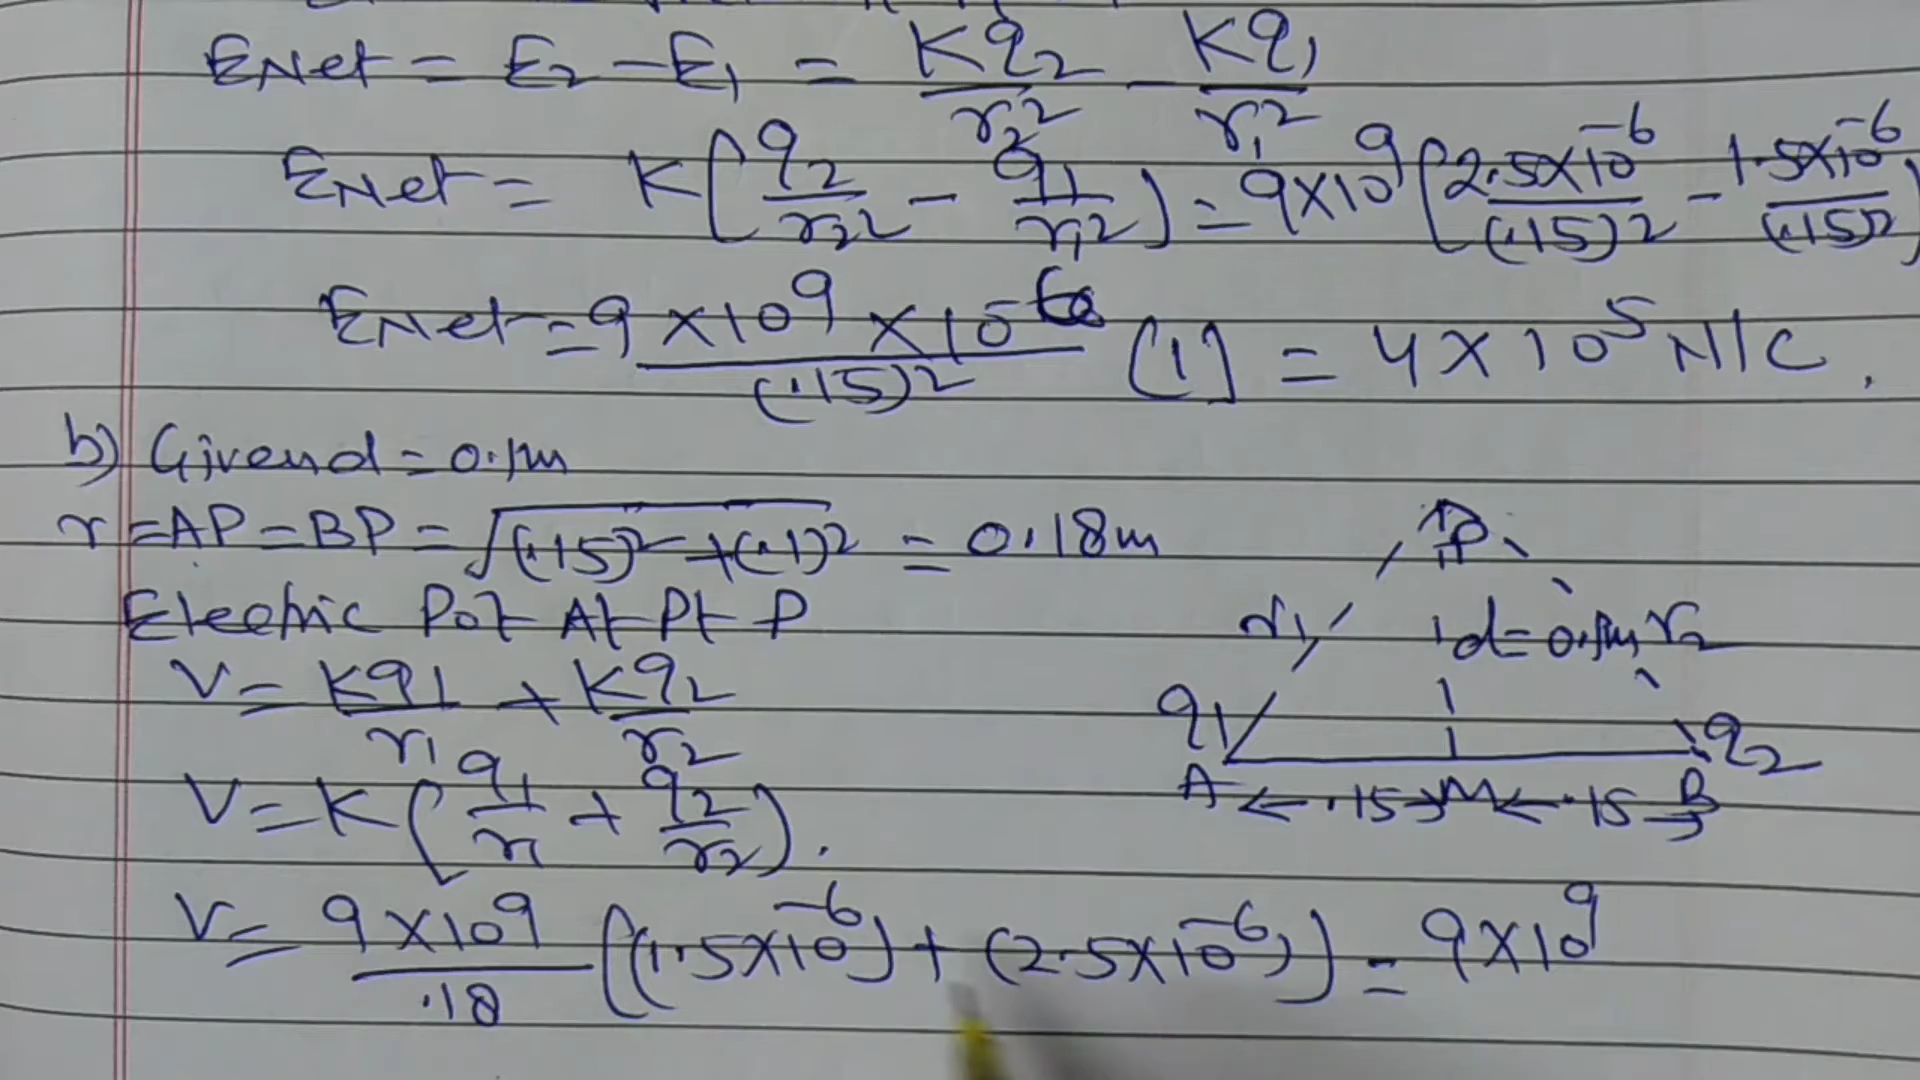 ENet = E₂ - E₁ = Kq₂/r₂² - Kq₁/r₁²
ENet = K[q₂/r₂² - q₁/r₁²] = 9×10⁹[2.5×10⁻⁶/(.15)² - 1.5×10⁻⁶/(.15)²]
ENet = 9×10⁹×10⁻⁶/(.15)² [1] = 4×10⁵ N/C.
b) Given d = 0.1m
r = AP = BP = √(.15)²+(.1)² = 0.18m
Electric Pot At Pt P
V = Kq₁/r₁ + Kq₂/r₂
V = K[q₁/r₁ + q₂/r₂].
V = 9×10⁹/.18 [(1.5×10⁻⁶) + (2.5×10⁻⁶)] = 9×10⁹
P
r₁ d=0.1m r₂
q₁ q₂
A ←.15→ M ←.15→ B